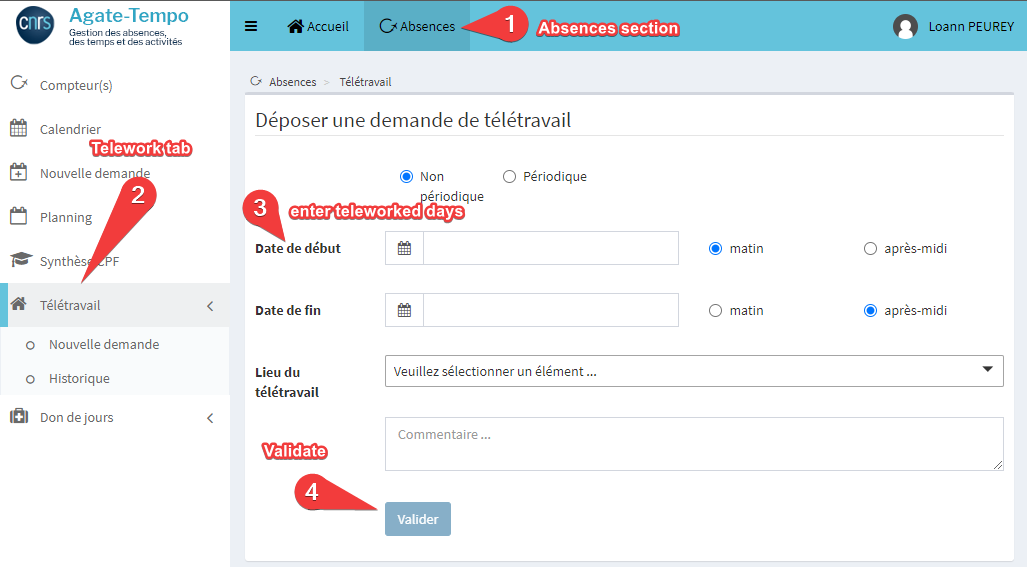 cnrs
Agate-Tempo
Gestion des absences,
des temps et des activités
Accueil
Absences
1
Absences section
Loann PEUREY
Compteur(s)
Calendrier
Telework tab
Nouvelle demande
2
Planning
Synthèse CPF
Télétravail
Nouvelle demande
Historique
Don de jours
Absences > Télétravail
Déposer une demande de télétravail
Non périodique
Périodique
3
enter teleworked days
Date de début
matin
après-midi
Date de fin
matin
après-midi
Lieu du
télétravail
Veuillez sélectionner un élément ...
Commentaire ...
Validate
4
Valider